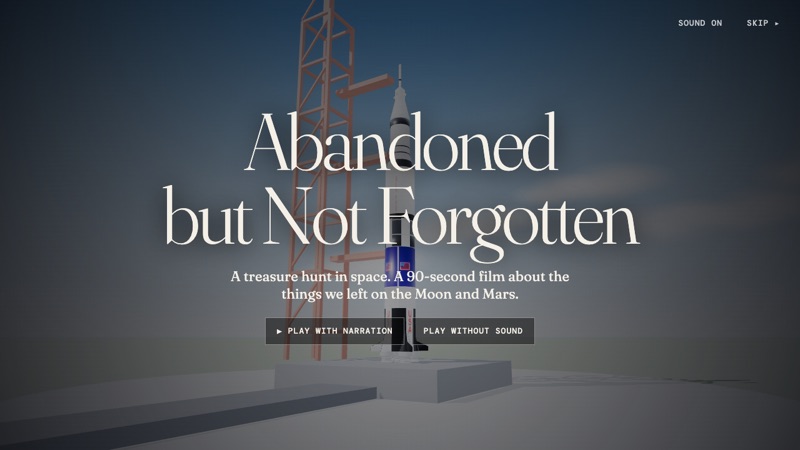 SOUND ON
SKIP ▸
Abandoned
but Not Forgotten
A treasure hunt in space. A 90-second film about the
things we left on the Moon and Mars.
▶ PLAY WITH NARRATION
PLAY WITHOUT SOUND